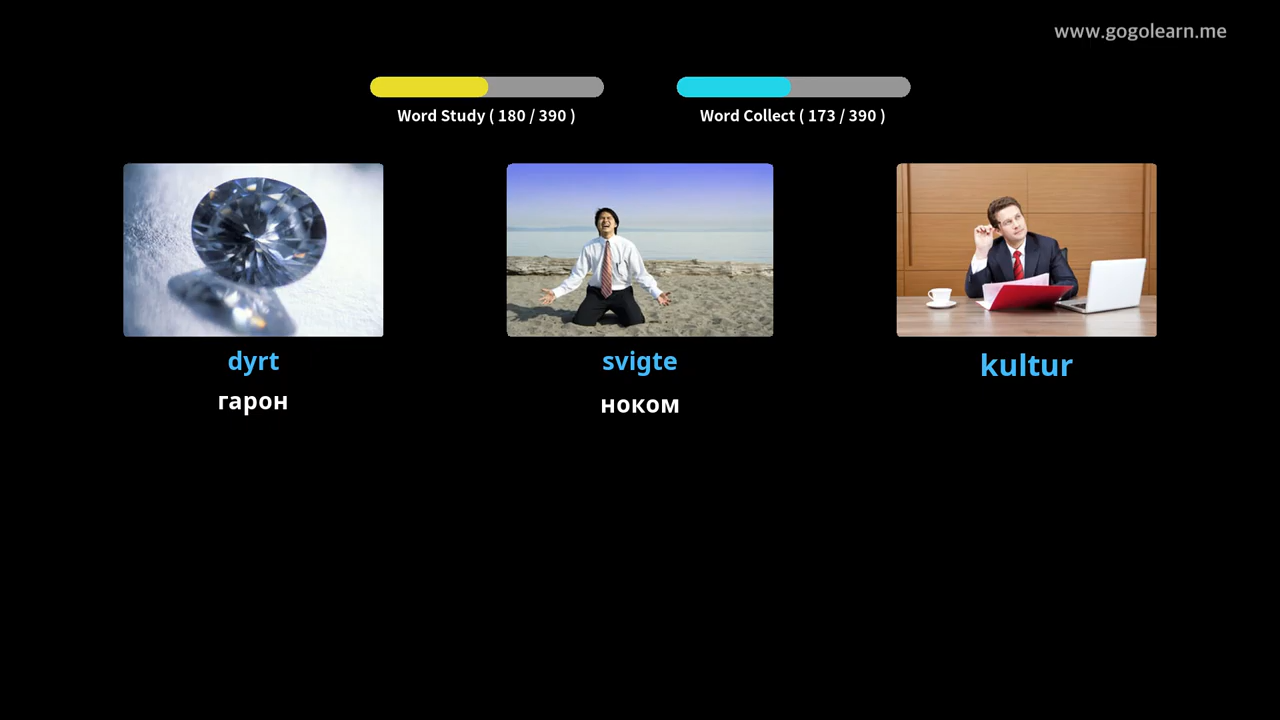 www.gogolearn.me
Word Study ( 180 / 390 )
Word Collect ( 173 / 390 )
dyrt
svigte
kultur
гарон
ноком